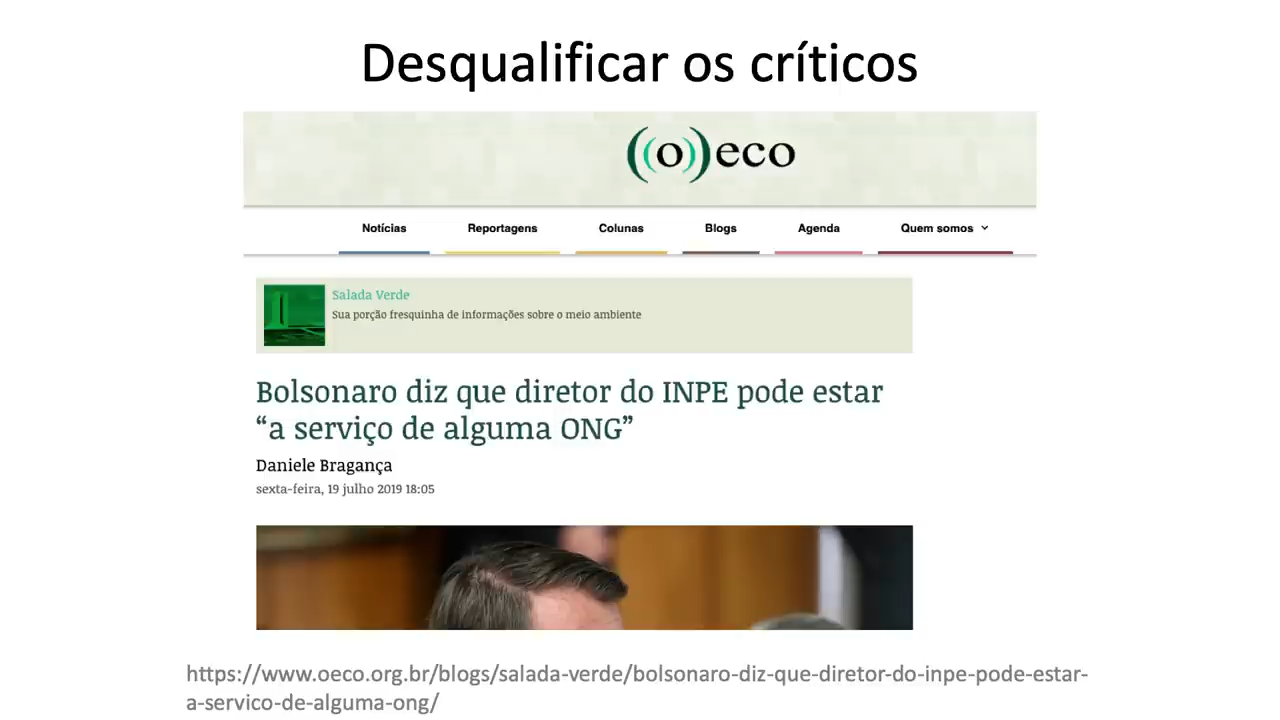 Desqualificar os críticos
((o))eco
Notícias Reportagens Colunas Blogs Agenda Quem somos
Salada Verde
Sua porção fresquinha de informações sobre o meio ambiente
Bolsonaro diz que diretor do INPE pode estar
“a serviço de alguma ONG”
Daniele Bragança
sexta-feira, 19 julho 2019 18:05
https://www.oeco.org.br/blogs/salada-verde/bolsonaro-diz-que-diretor-do-inpe-pode-estar-
a-servico-de-alguma-ong/